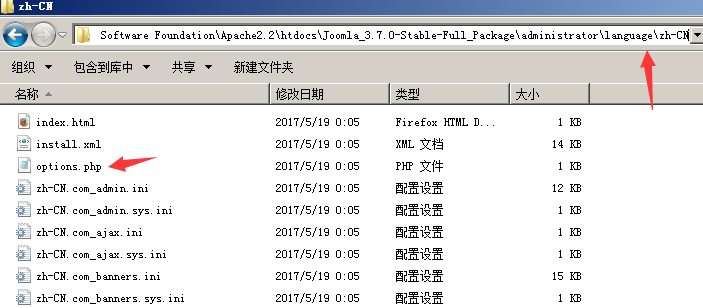 zh-CN
Software Foundation\Apache2.2\htdocs\Joomla_3.7.0-Stable-Full_Package\administrator\language\zh-CN
组织 包含到库中 共享 新建文件夹
名称 修改日期 类型 大小
index.html 2017/5/19 0:05 Firefox HTML D... 1 KB
install.xml 2017/5/19 0:05 XML 文档 14 KB
options.php 2017/5/19 0:05 PHP 文件 1 KB
zh-CN.com_admin.ini 2017/5/19 0:05 配置设置 12 KB
zh-CN.com_admin.sys.ini 2017/5/19 0:05 配置设置 1 KB
zh-CN.com_ajax.ini 2017/5/19 0:05 配置设置 1 KB
zh-CN.com_ajax.sys.ini 2017/5/19 0:05 配置设置 1 KB
zh-CN.com_banners.ini 2017/5/19 0:05 配置设置 15 KB
zh-CN.com_banners.sys.ini 2017/5/19 0:05 配置设置 1 KB